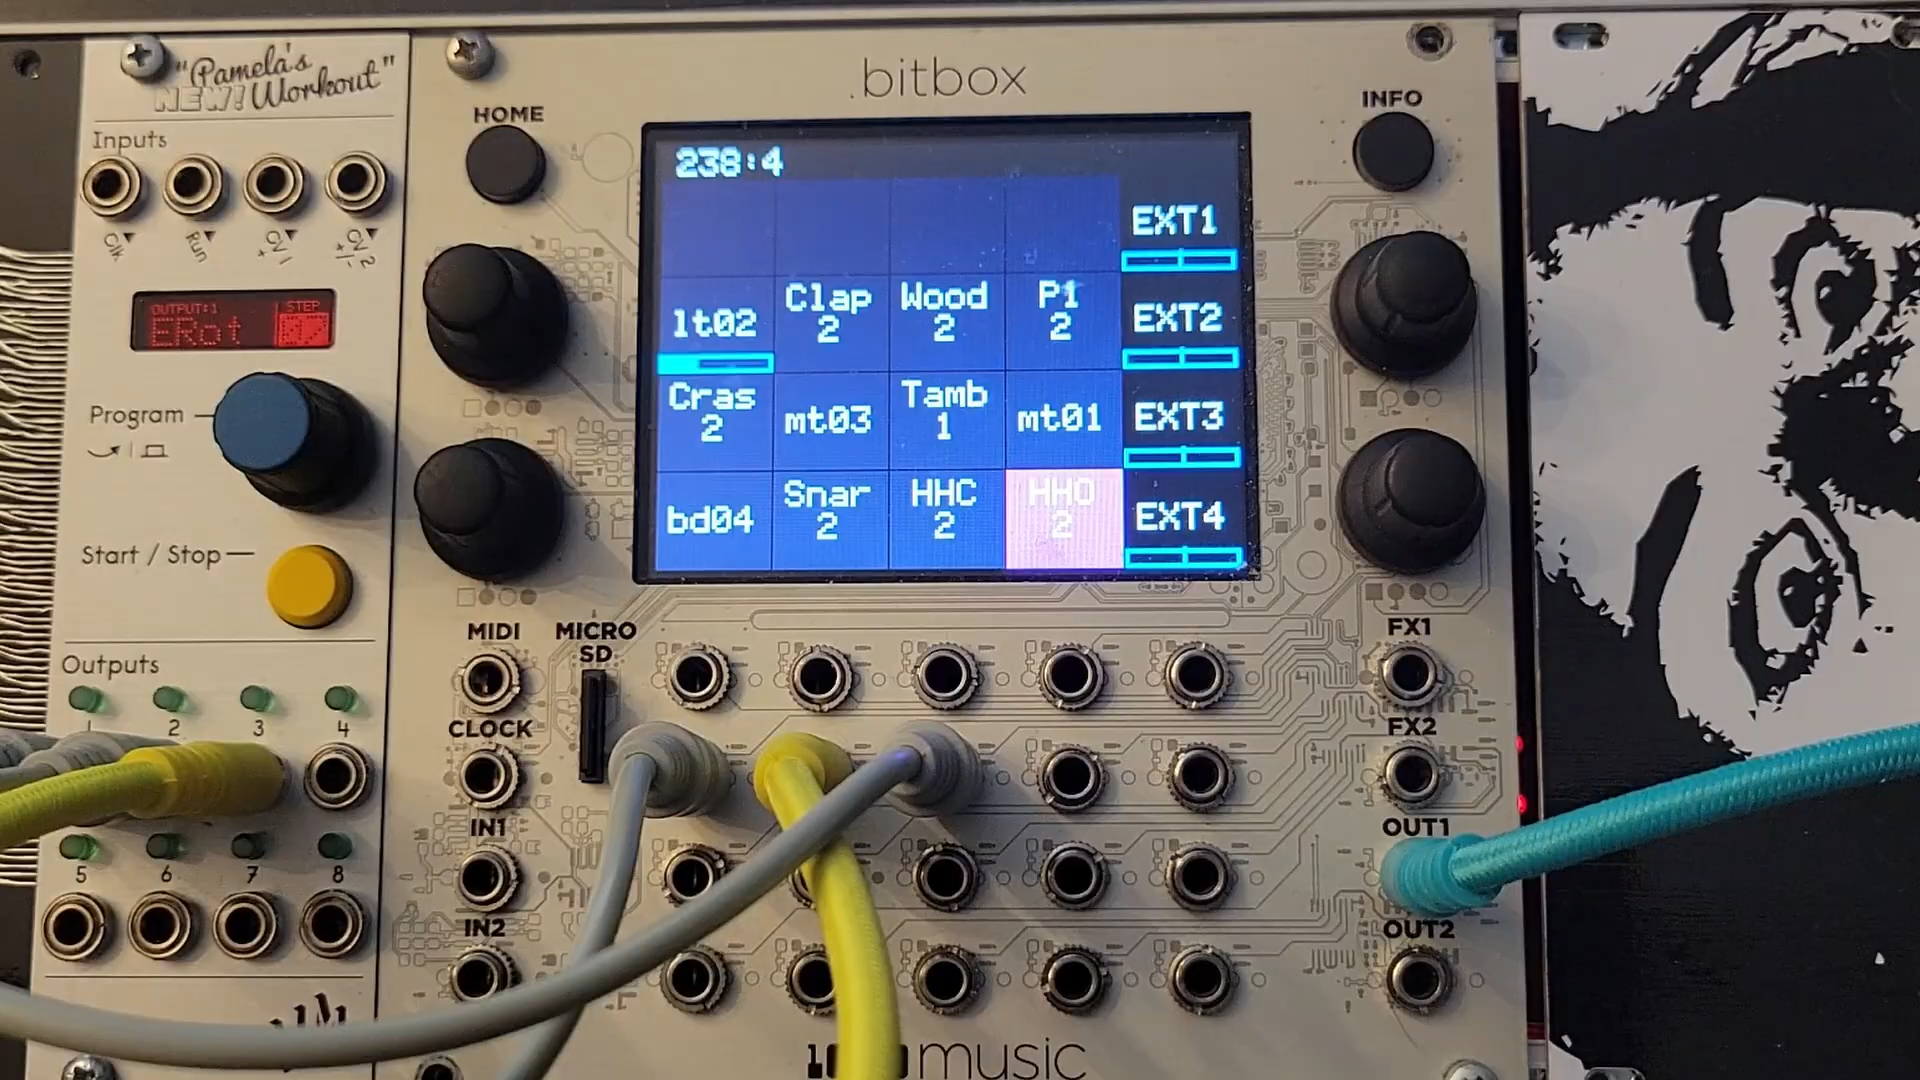 "Pamela's
NEW! Workout"
Inputs
Clk
Run
CV1
+/-
CV2
+/-
OUTPUT:1
STEP
ERot
Program
Start / Stop
Outputs
1
2
3
4
5
6
7
8
.bitbox
HOME
INFO
238:4
EXT1
lt02
Clap
2
Wood
2
P1
2
EXT2
Cras
2
mt03
Tamb
1
mt01
EXT3
bd04
Snar
2
HHC
2
HHO
2
EXT4
MIDI
MICRO
SD
CLOCK
IN1
IN2
FX1
FX2
OUT1
OUT2
music